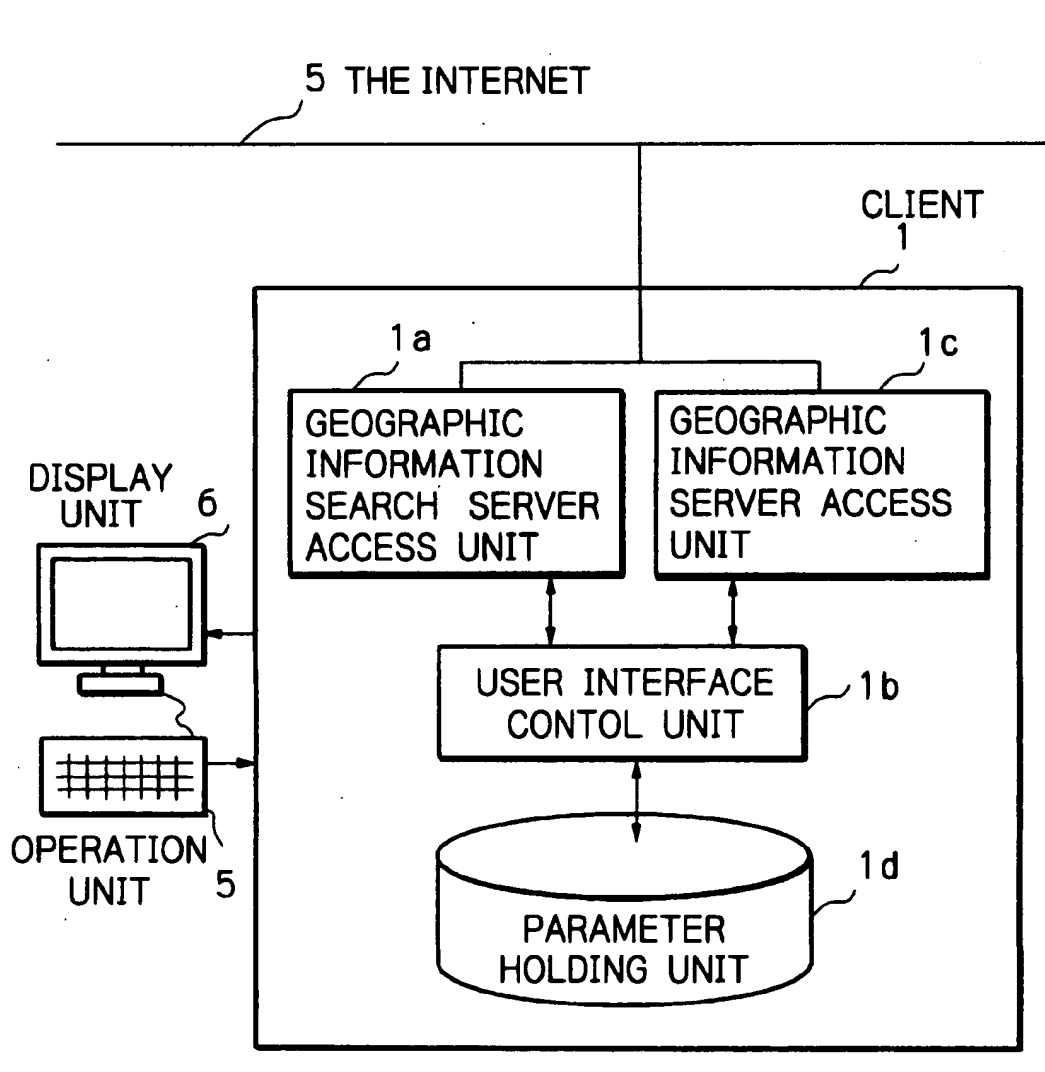 5 THE INTERNET
CLIENT
1
1a
1c
GEOGRAPHIC
INFORMATION
SEARCH SERVER
ACCESS UNIT
GEOGRAPHIC
INFORMATION
SERVER ACCESS
UNIT
DISPLAY
UNIT
6
USER INTERFACE
CONTOL UNIT
1b
OPERATION
UNIT
5
1d
PARAMETER
HOLDING UNIT